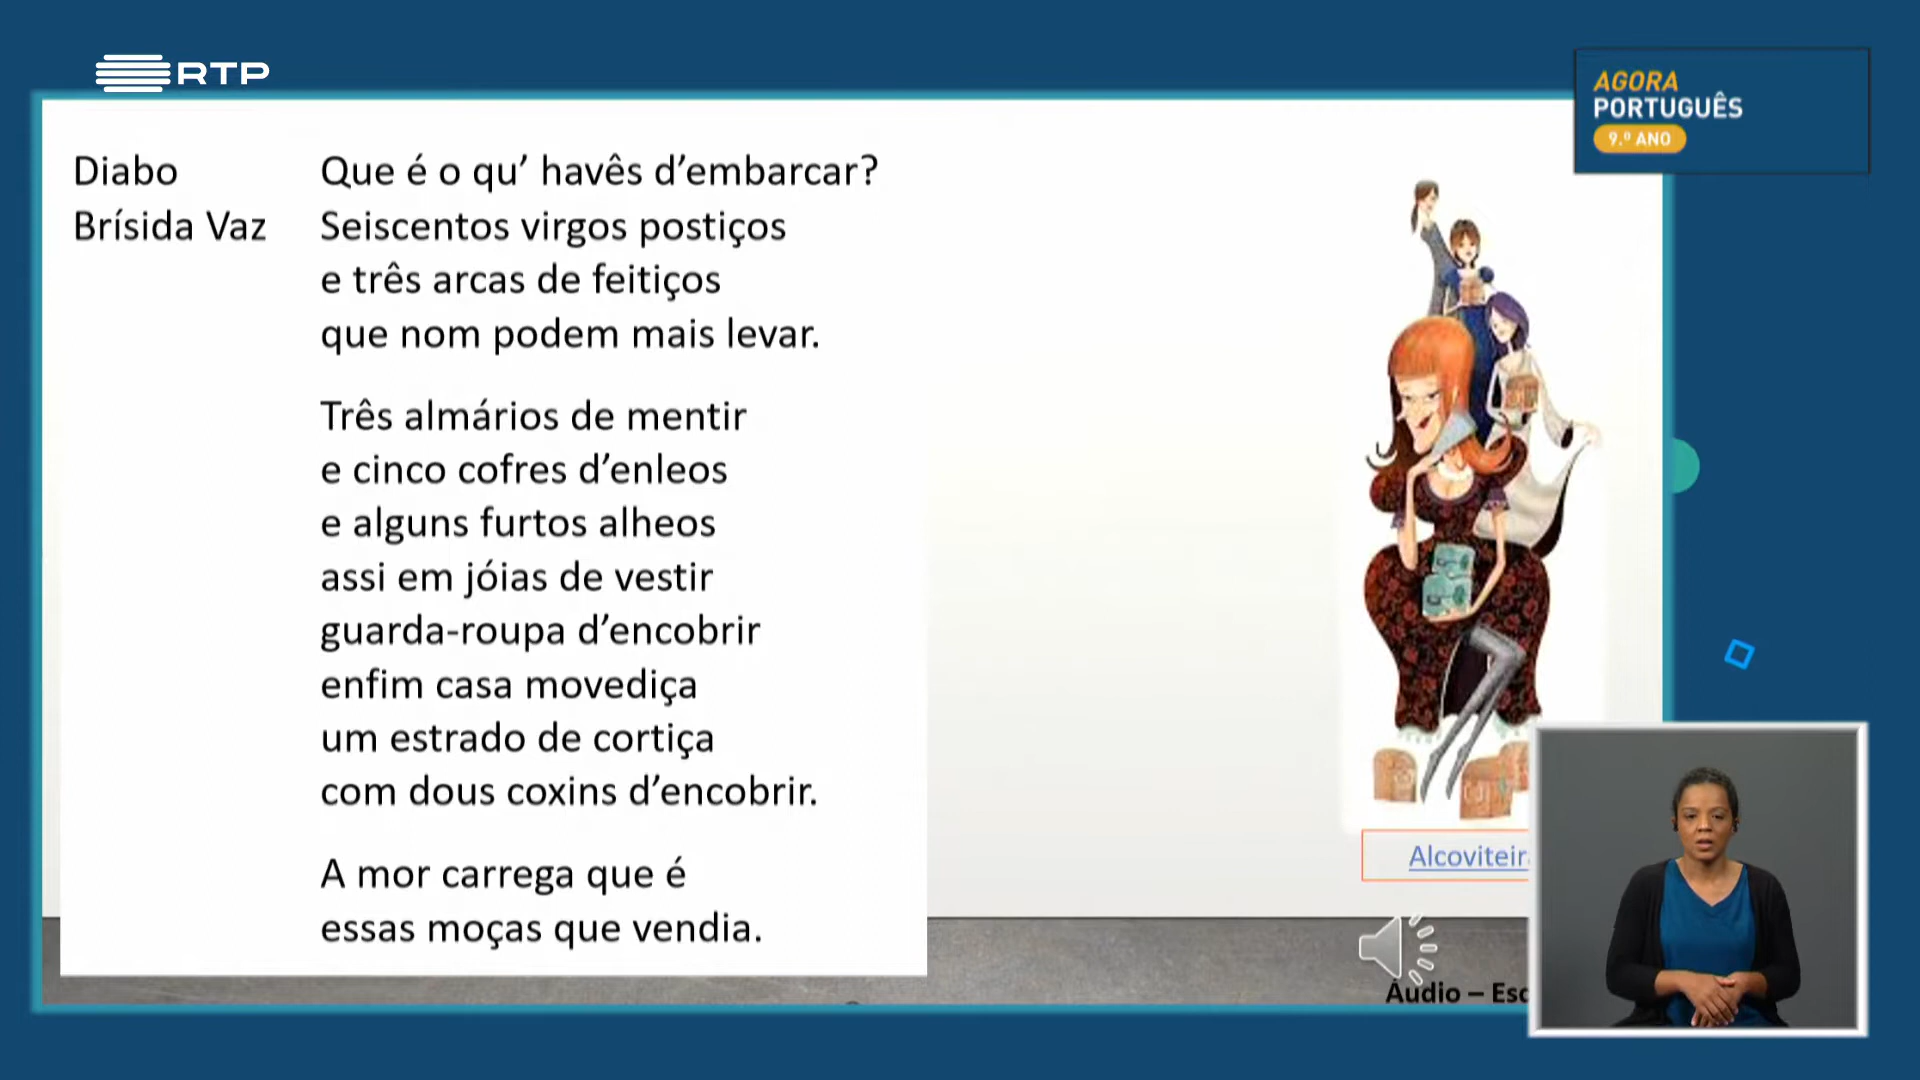 RTP
AGORA
PORTUGUÊS
9.º ANO
Diabo Que é o qu’ havês d’embarcar?
Brísida Vaz Seiscentos virgos postiços
e três arcas de feitiços
que nom podem mais levar.
Três almários de mentir
e cinco cofres d’enleos
e alguns furtos alheos
assi em jóias de vestir
guarda-roupa d’encobrir
enfim casa movediça
um estrado de cortiça
com dous coxins d’encobrir.
A mor carrega que é
essas moças que vendia.
Áudio –